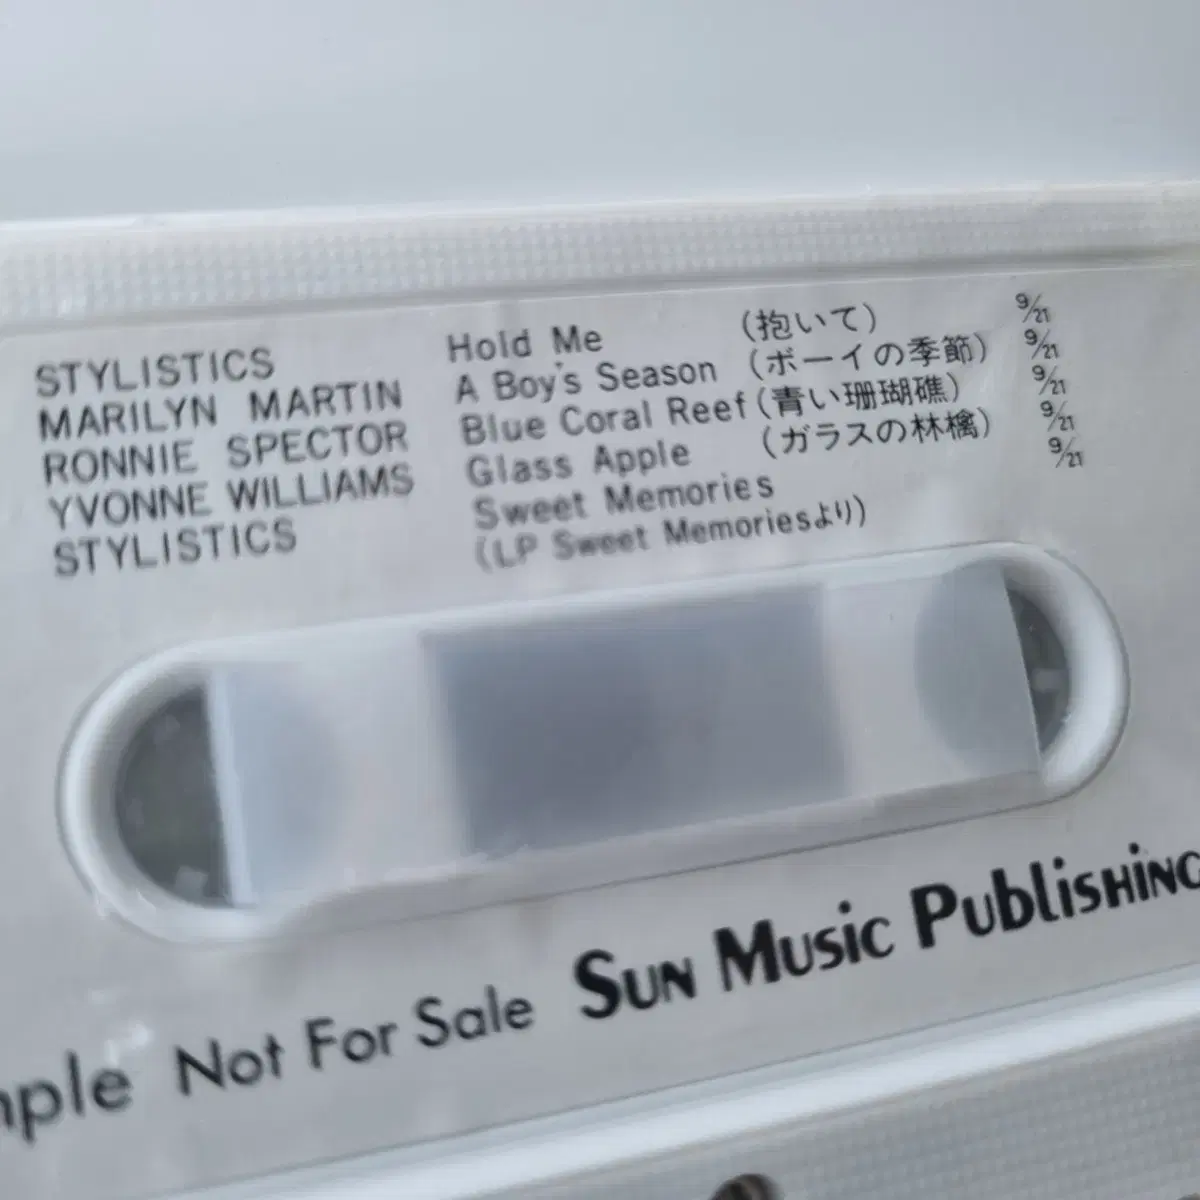 STYLISTICS Hold Me (抱いて) 9/21
MARILYN MARTIN A Boy's Season (ボーイの季節) 9/21
RONNIE SPECTOR Blue Coral Reef (青い珊瑚礁) 9/21
YVONNE WILLIAMS Glass Apple (ガラスの林檎) 9/21
STYLISTICS Sweet Memories 9/21
(LP Sweet Memoriesより)
Not For Sale SUN MUSIC PUBLISHING